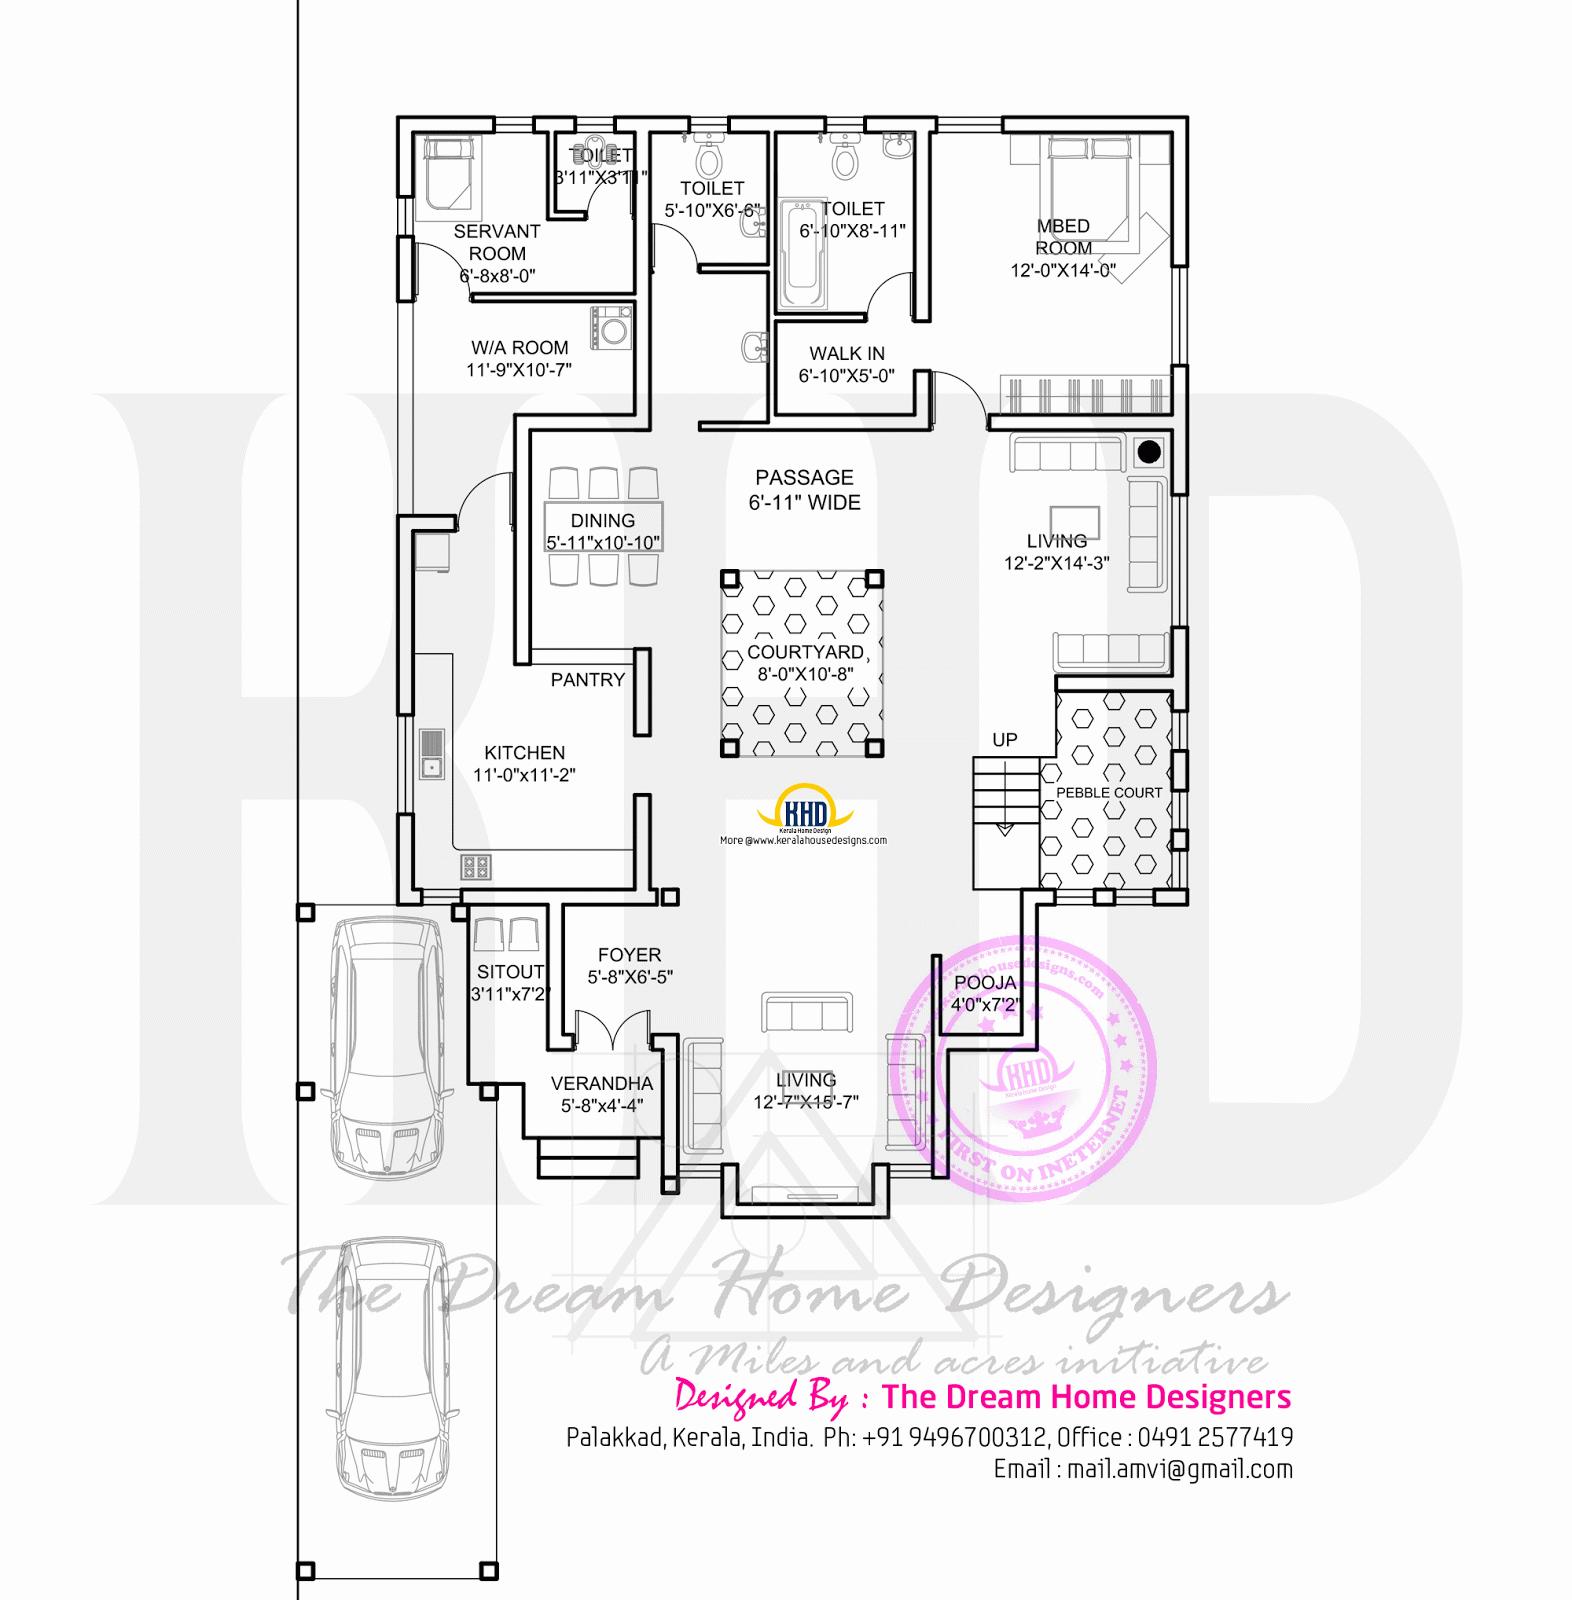 TOILET
3'11"X3'11"
TOILET
5'-10"X6'-6"
TOILET
6'-10"X8'-11"
SERVANT
ROOM
6'-8x8'-0"
MBED
ROOM
12'-0"X14'-0"
W/A ROOM
11'-9"X10'-7"
WALK IN
6'-10"X5'-0"
PASSAGE
6'-11" WIDE
DINING
5'-11"x10'-10"
LIVING
12'-2"X14'-3"
COURTYARD
8'-0"X10'-8"
PANTRY
KITCHEN
11'-0"x11'-2"
UP
PEBBLE COURT
KHD
Kerala Home Design
More @www.keralahousedesigns.com
FOYER
5'-8"X6'-5"
SITOUT
3'11"x7'2"
POOJA
4'0"x7'2"
VERANDHA
5'-8"x4'-4"
LIVING
12'-7"X15'-7"
KHD
Kerala Home Design
FIRST ON INETERNET
KHD
The Dream Home Designers
A Miles and acres initiative
Designed By : The Dream Home Designers
Palakkad, Kerala, India. Ph: +91 9496700312, Office : 0491 2577419
Email : mail.amvi@gmail.com